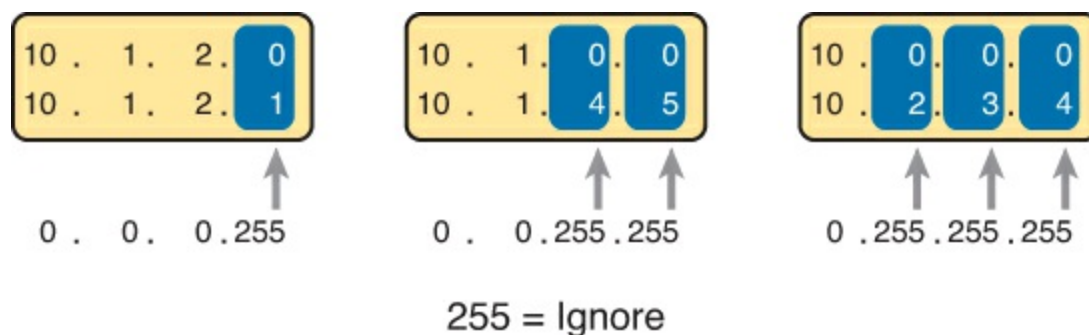 10 . 1 . 2 . 0
10 . 1 . 2 . 1
0 . 0 . 0 . 255
10 . 1 . 0 . 0
10 . 1 . 4 . 5
0 . 0 . 255 . 255
10 . 0 . 0 . 0
10 . 2 . 3 . 4
0 . 255 . 255 . 255
255 = Ignore